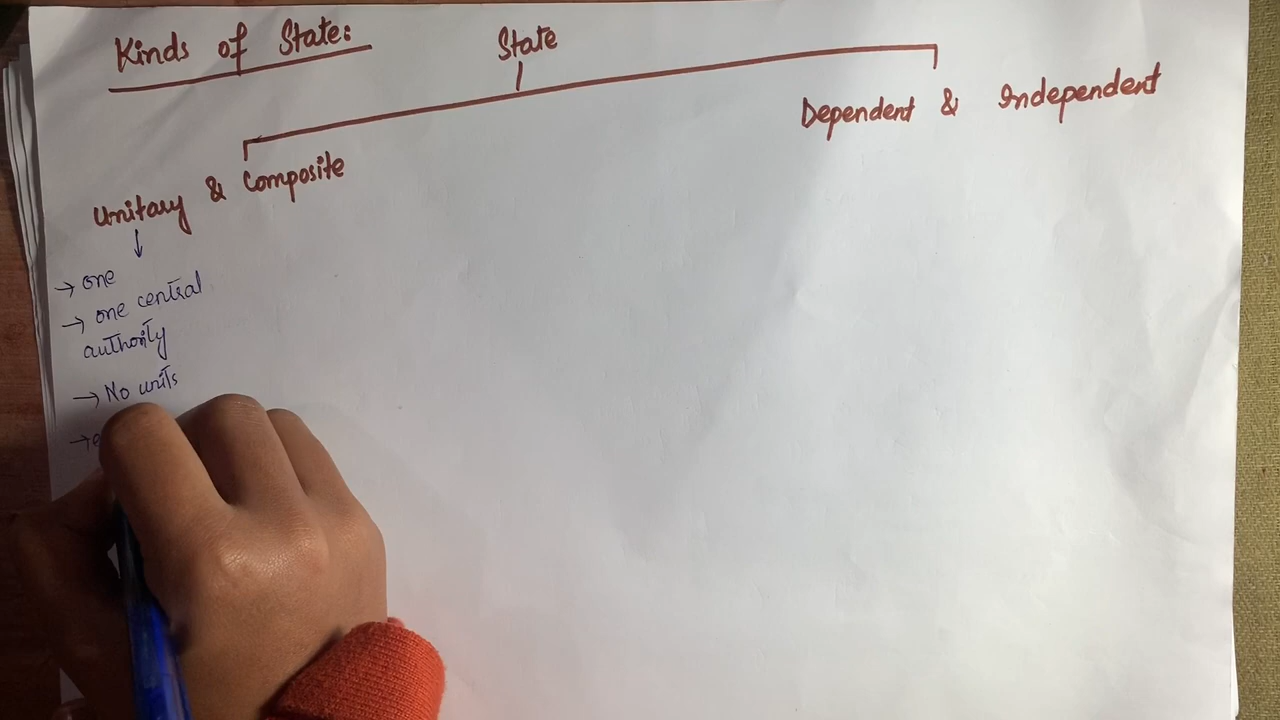 Kinds of State:
State
Dependent & Independent
Unitary & Composite
→ one
→ one central
authority
→ No units
→